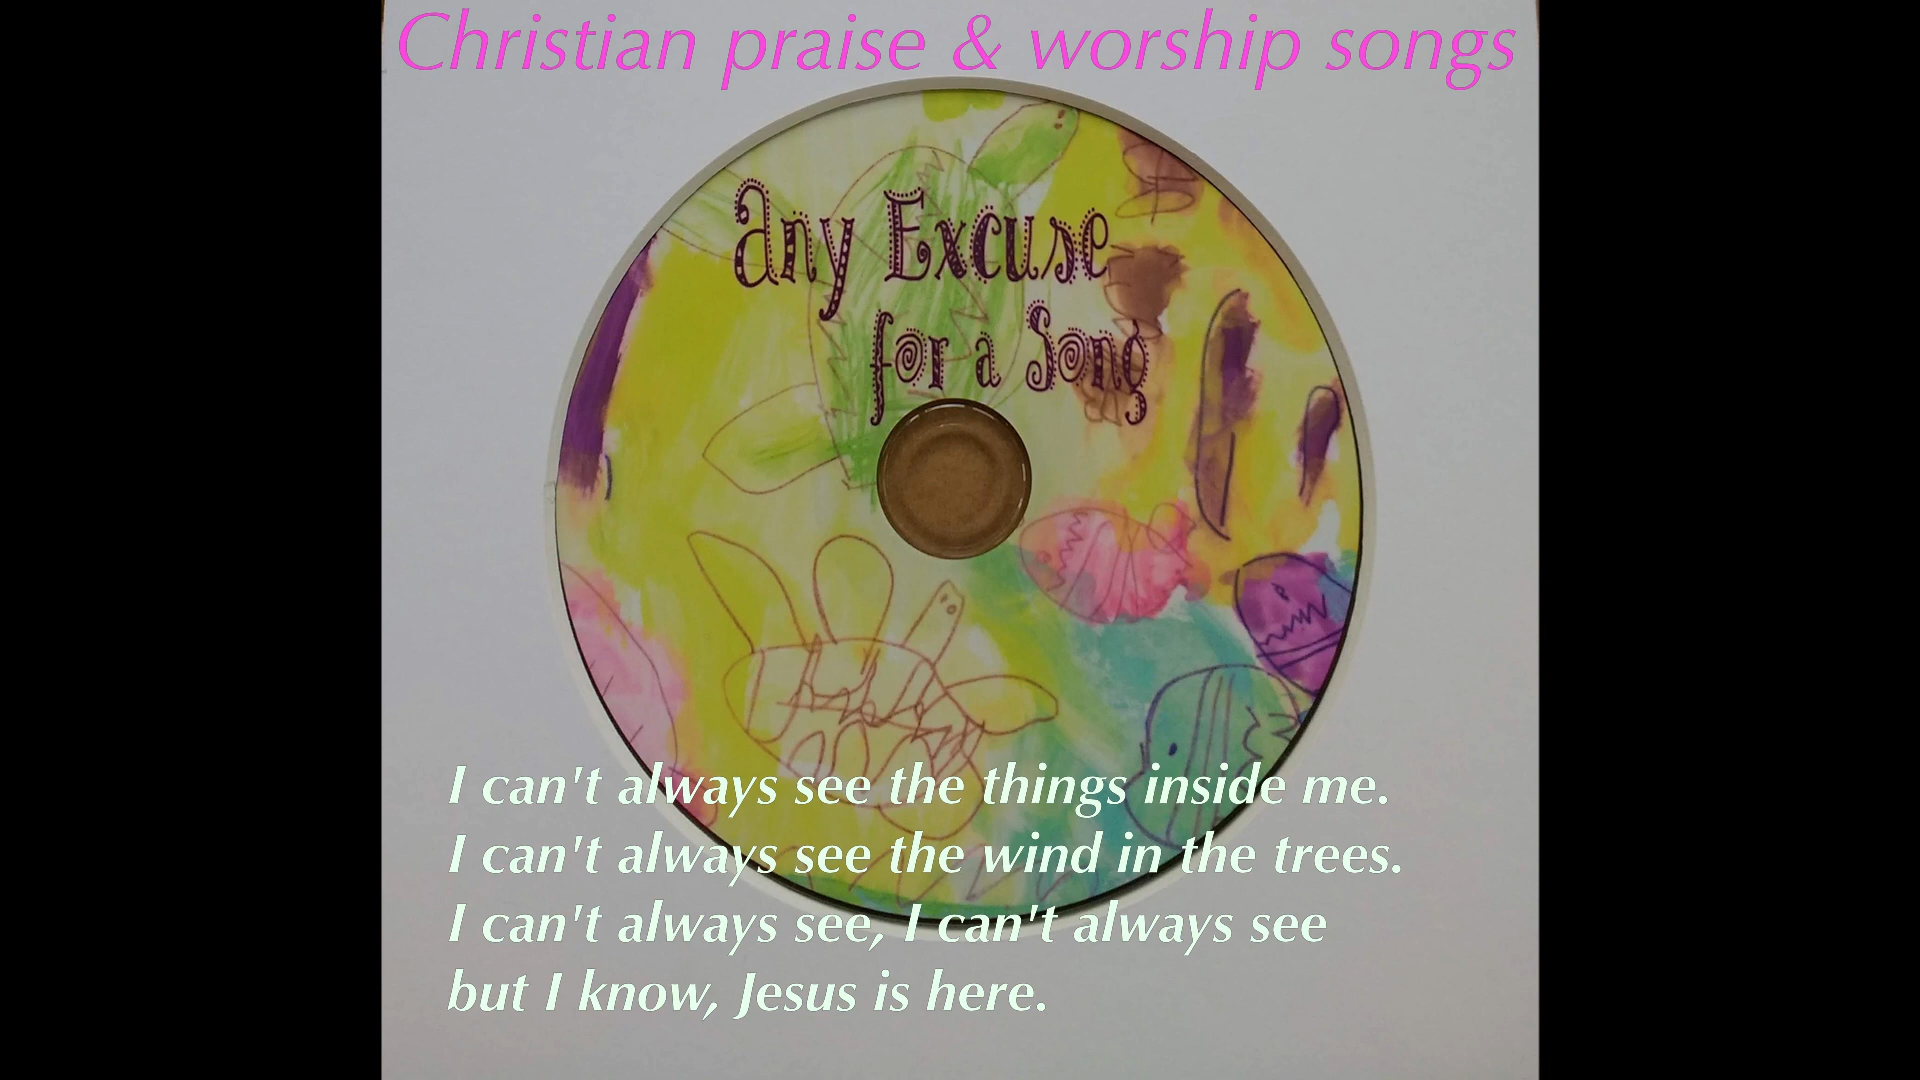 Christian praise & worship songs
any Excuse
for a Song
I can't always see the things inside me.
I can't always see the wind in the trees.
I can't always see, I can't always see
but I know, Jesus is here.